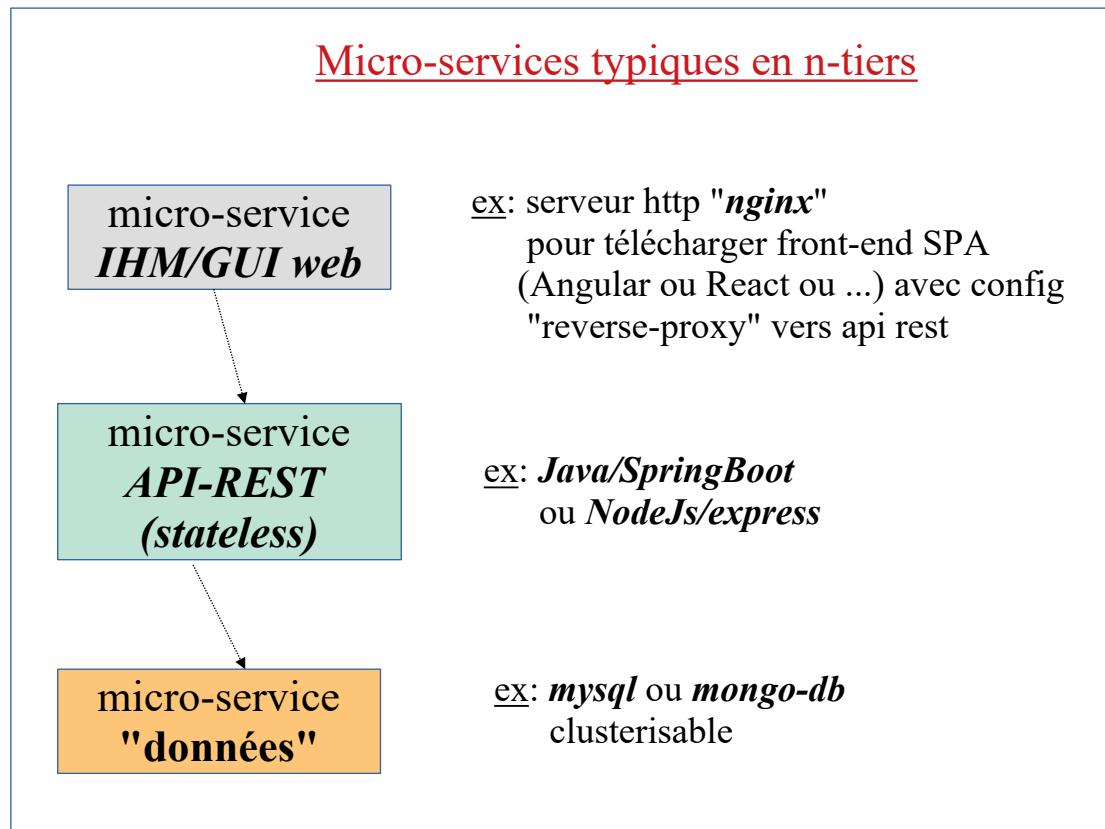 Micro-services typiques en n-tiers
micro-service
IHM/GUI web
ex: serveur http "nginx"
pour télécharger front-end SPA
(Angular ou React ou ...) avec config
"reverse-proxy" vers api rest
micro-service
API-REST
(stateless)
ex: Java/SpringBoot
ou NodeJs/express
micro-service
"données"
ex: mysql ou mongo-db
clusterisable